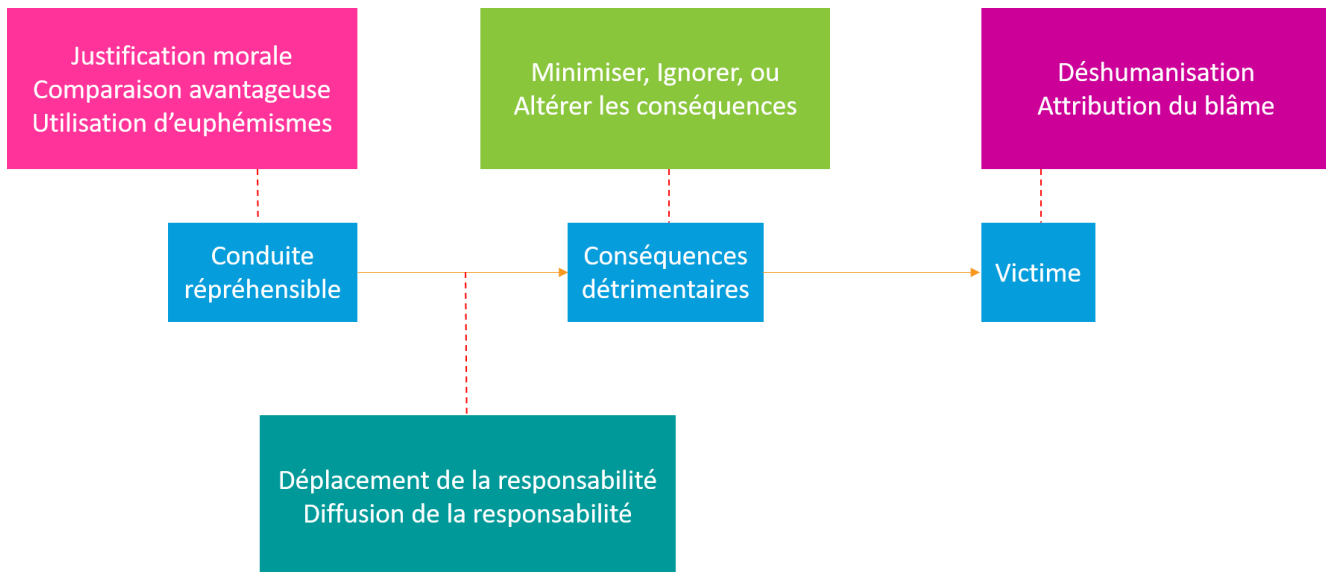 Justification morale
Comparaison avantageuse
Utilisation d’euphémismes
Minimiser, Ignorer, ou
Altérer les conséquences
Déshumanisation
Attribution du blâme
Conduite
répréhensible
Conséquences
détrimentaires
Victime
Déplacement de la responsabilité
Diffusion de la responsabilité